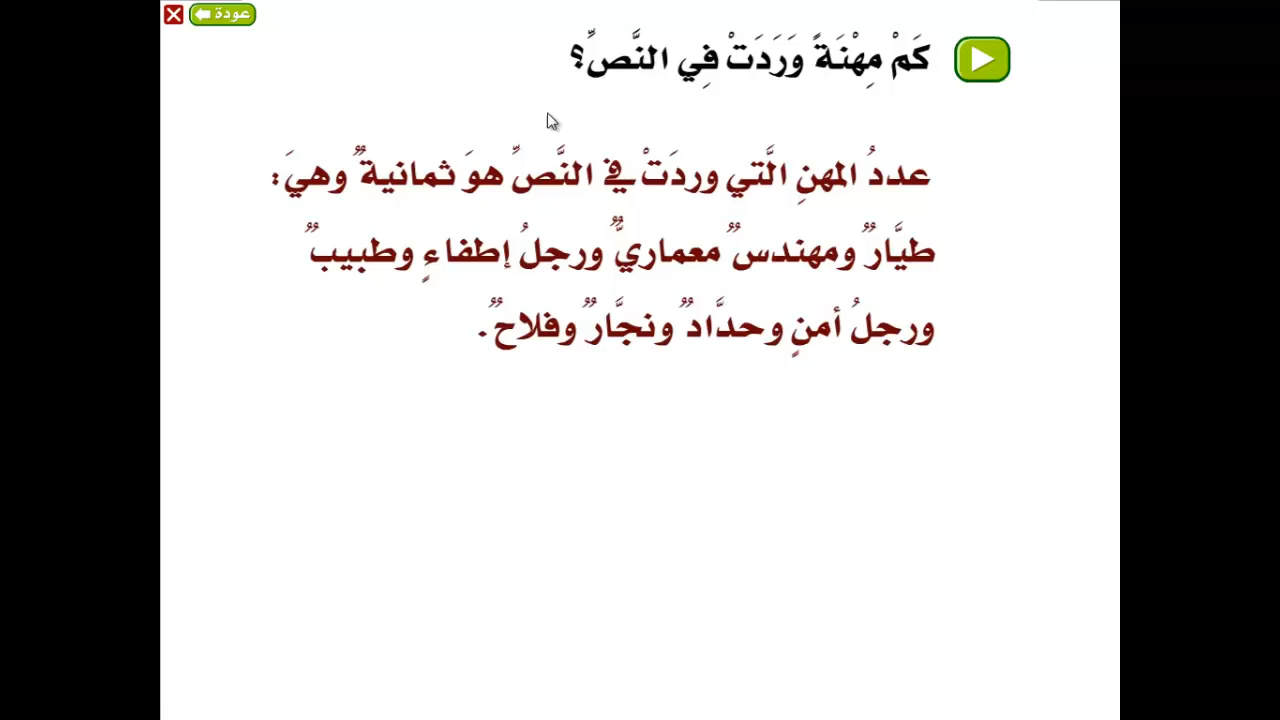 عودة
كَمْ مِهْنَةً وَرَدَتْ فِي النَّصِّ؟
عددُ المهنِ الَّتي وردَتْ في النَّصِّ هوَ ثمانيةٌ وهيَ:
طيَّارٌ ومهندسٌ معماريٌّ ورجلُ إطفاءٍ وطبيبٌ
ورجلُ أمنٍ وحدَّادٌ ونجَّارٌ وفلاحٌ.